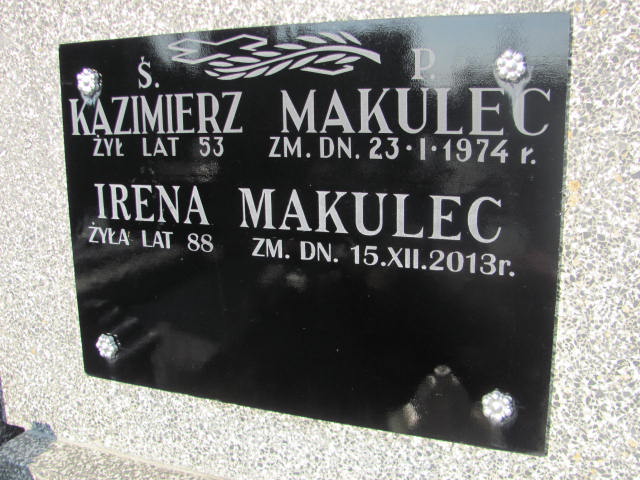 Ś. P.
KAZIMIERZ MAKULEC
ŻYŁ LAT 53 ZM. DN. 23·I·1974 r.
IRENA MAKULEC
ŻYŁA LAT 88 ZM. DN. 15.XII.2013r.